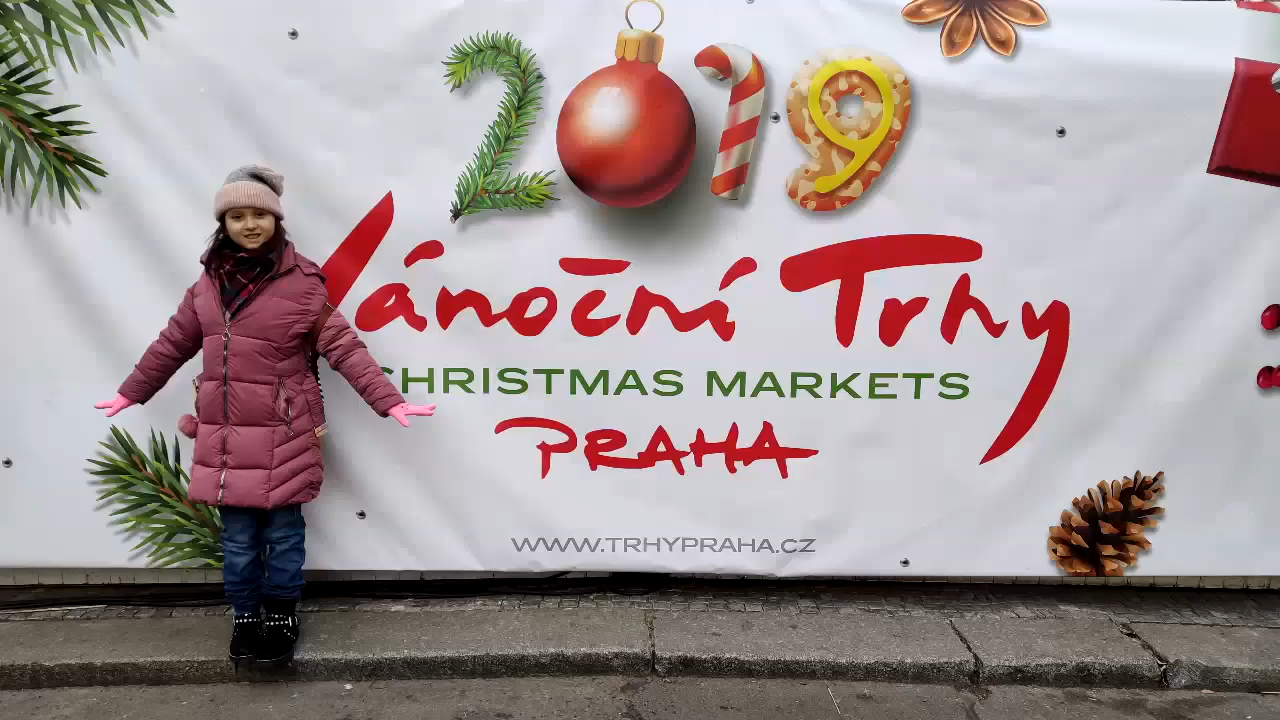 2019
Vánoční Trhy
CHRISTMAS MARKETS
PRAHA
WWW.TRHYPRAHA.CZ